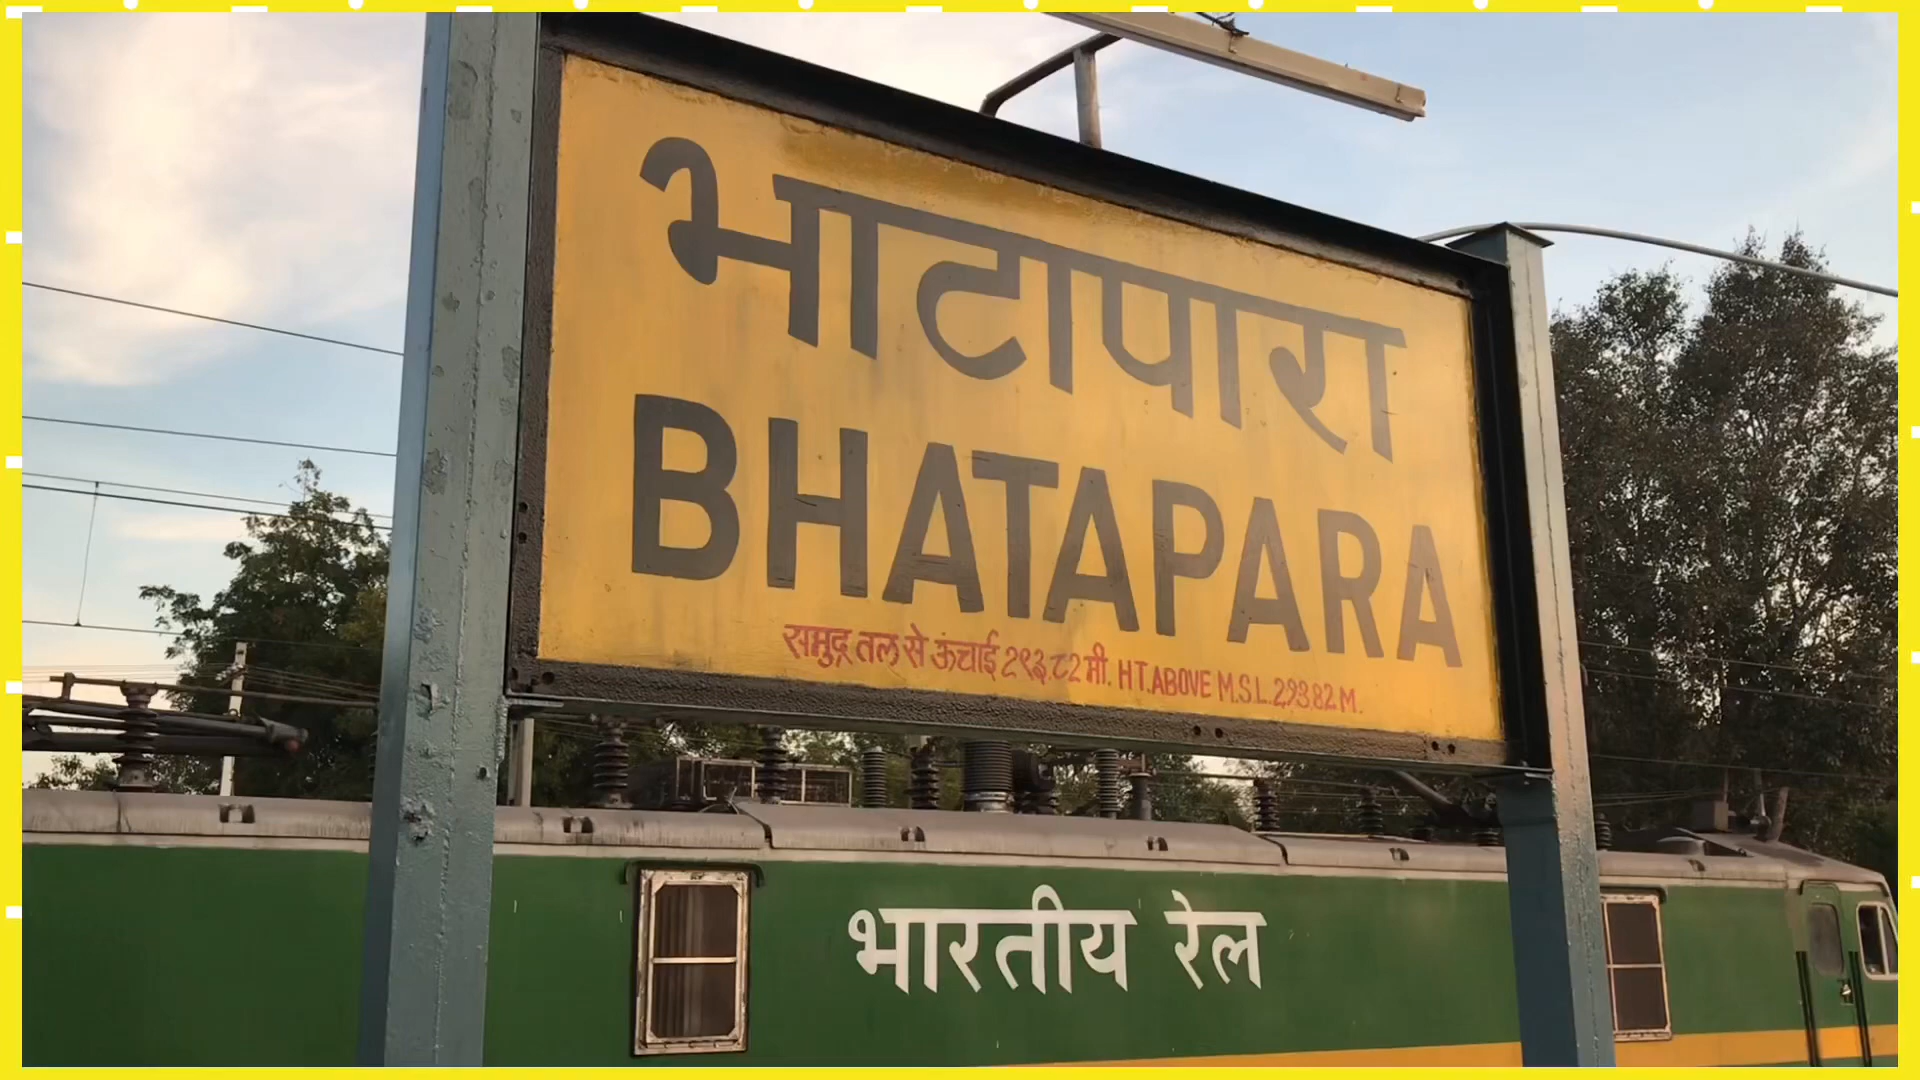 भाटापारा
BHATAPARA
समुद्र तल से ऊंचाई २९३.८२ मी. HT. ABOVE M.S.L. 293.82 M.
भारतीय रेल